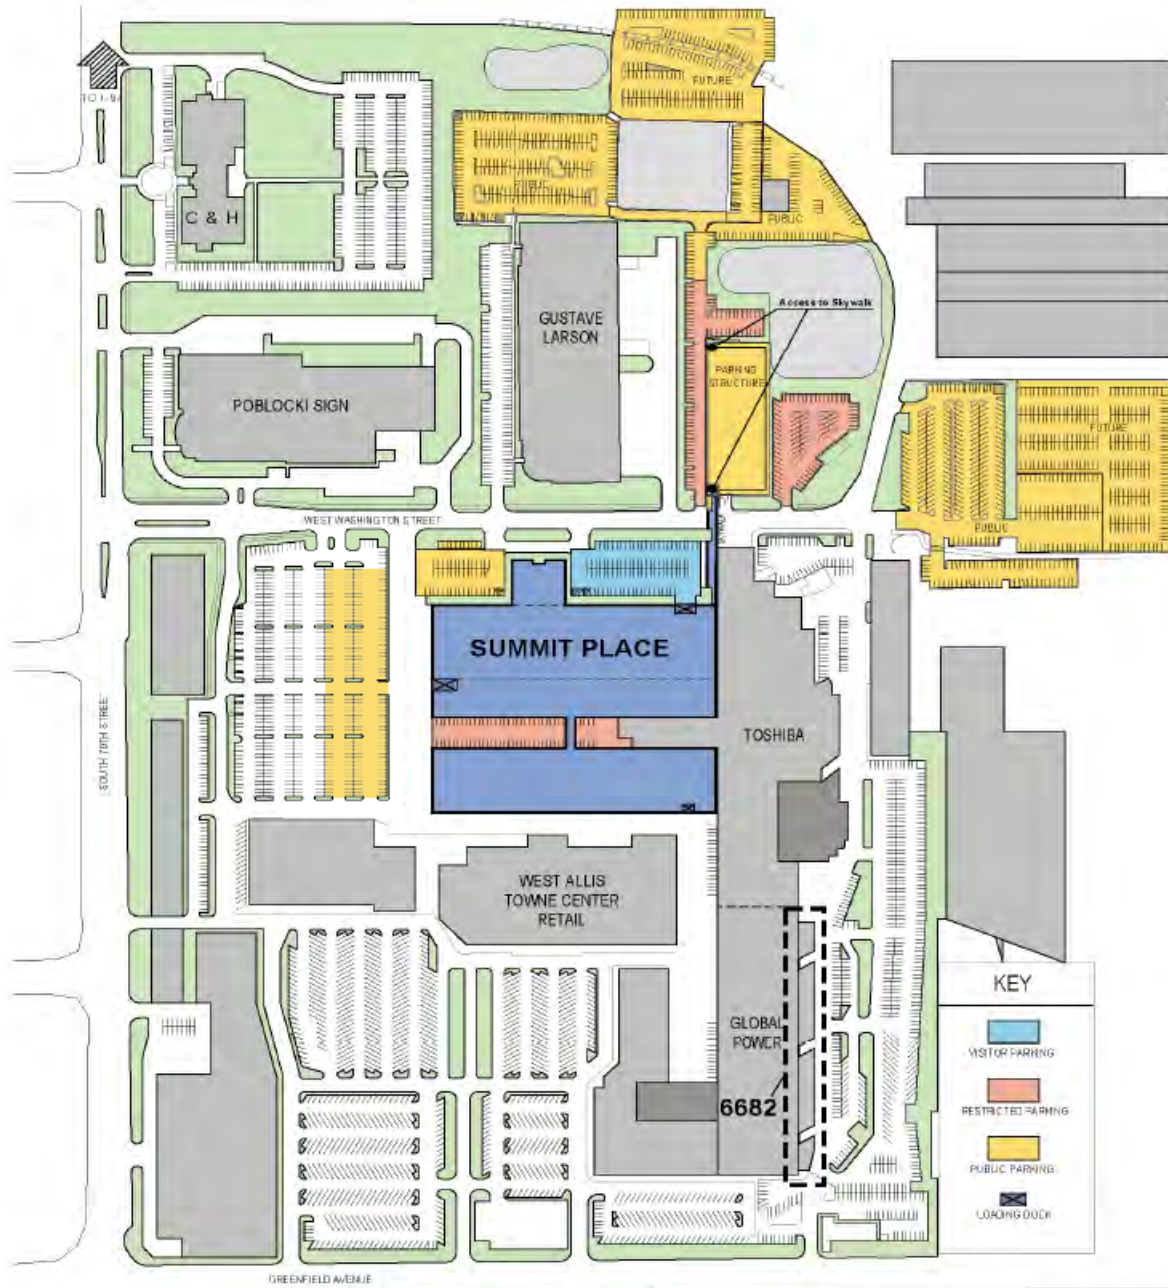 TO I-94
FUTURE
PUBLIC
PUBLIC
C & H
GUSTAVE
LARSON
Access to Skywalk
PARKING
STRUCTURE
POBLOCKI SIGN
FUTURE
PUBLIC
WEST WASHINGTON STREET
SUMMIT PLACE
SOUTH 70TH STREE
TOSHIBA
WEST ALLIS
TOWNE CENTER
RETAIL
GLOBAL
POWER
6682
KEY
VISITOR PARKING
RESTRICTED PARKING
PUBLIC PARKING
LOADING DOCK
GREENFIELD AVENUE